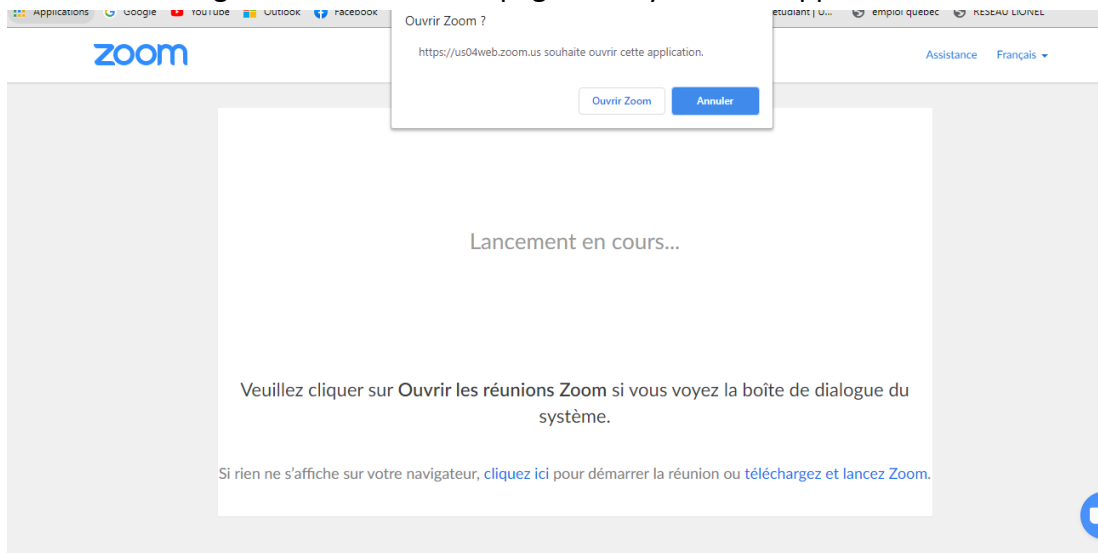 Applications Google YouTube Outlook Facebook etudiant | U... emploi quebec RESEAU LIONEL
Ouvrir Zoom ?
https://us04web.zoom.us souhaite ouvrir cette application.
Ouvrir Zoom Annuler
zoom Assistance Français
Lancement en cours...
Veuillez cliquer sur Ouvrir les réunions Zoom si vous voyez la boîte de dialogue du
système.
Si rien ne s’affiche sur votre navigateur, cliquez ici pour démarrer la réunion ou téléchargez et lancez Zoom.